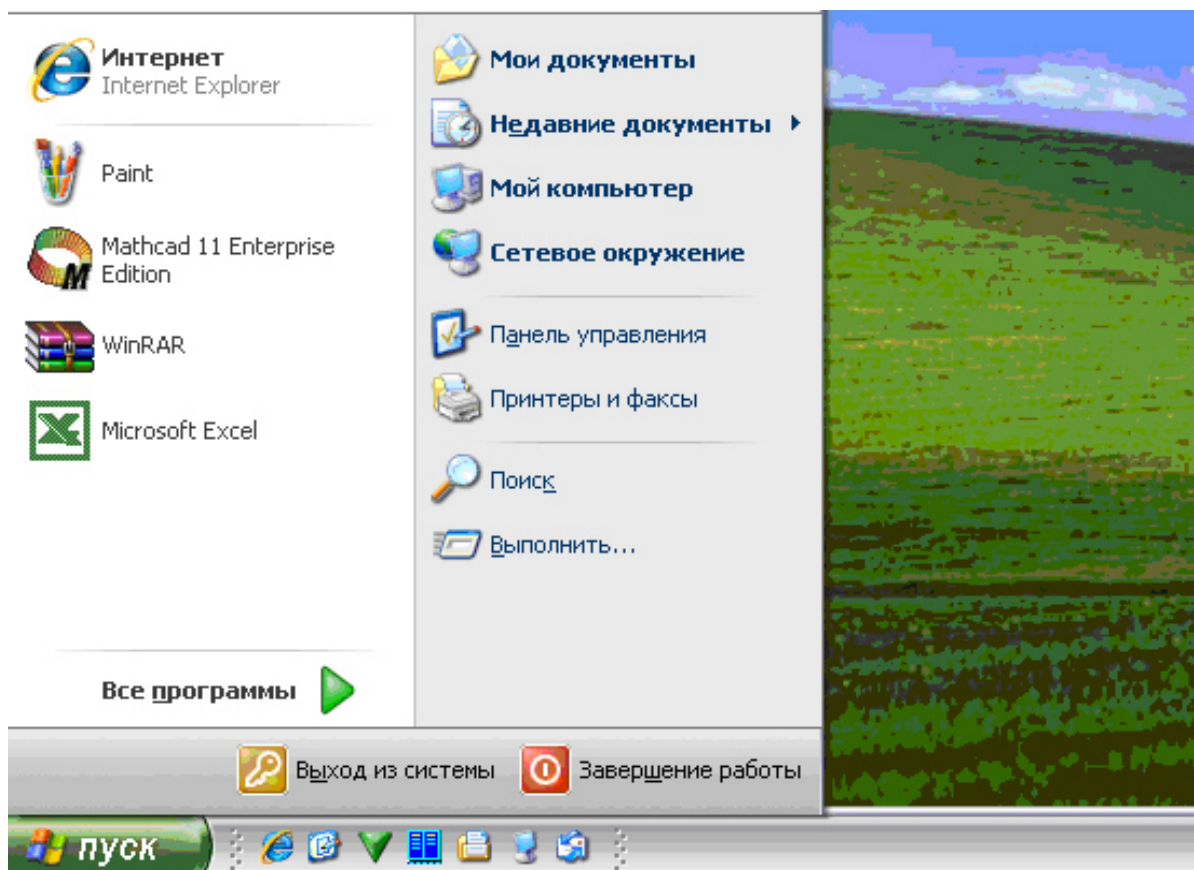 Интернет
Internet Explorer
Paint
Mathcad 11 Enterprise
Edition
WinRAR
Microsoft Excel
Все программы
Мои документы
Недавние документы
Мой компьютер
Сетевое окружение
Панель управления
Принтеры и факсы
Поиск
Выполнить...
Выход из системы
Завершение работы
пуск